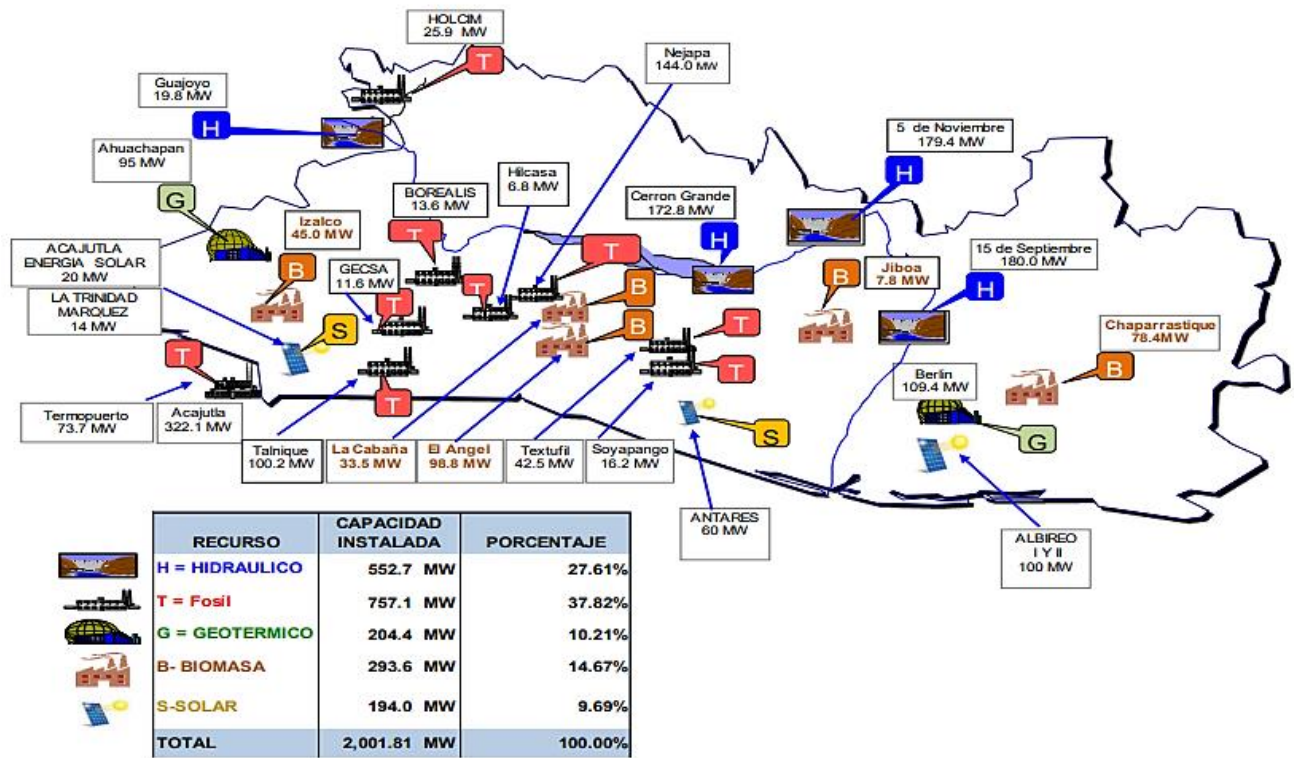 HOLCIM
25.9 MW
T
Nejapa
144.0 MW
Guajoyo
19.8 MW
H
5 de Noviembre
179.4 MW
H
Ahuachapan
95 MW
G
BOREALIS
13.6 MW
T
Hilcasa
6.8 MW
T
Cerron Grande
172.8 MW
H
Izalco
45.0 MW
B
T
15 de Septiembre
180.0 MW
H
ACAJUTLA
ENERGIA SOLAR
20 MW
LA TRINIDAD
MARQUEZ
14 MW
S
GECSA
11.6 MW
T
B
B
Jiboa
7.8 MW
B
T
T
Chaparrastique
78.4MW
B
T
Termopuerto
73.7 MW
Acajutla
322.1 MW
T
Talnique
100.2 MW
La Cabaña
33.5 MW
El Angel
98.8 MW
Textufil
42.5 MW
Soyapango
16.2 MW
S
Berlin
109.4 MW
G
ANTARES
60 MW
ALBIREO
I Y II
100 MW
RECURSO CAPACIDAD INSTALADA PORCENTAJE
H = HIDRAULICO 552.7 MW 27.61%
T = Fosil 757.1 MW 37.82%
G = GEOTERMICO 204.4 MW 10.21%
B- BIOMASA 293.6 MW 14.67%
S-SOLAR 194.0 MW 9.69%
TOTAL 2,001.81 MW 100.00%